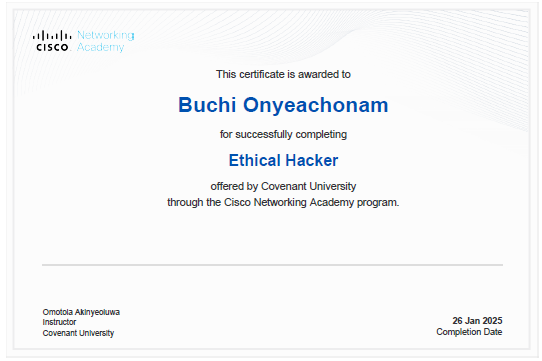 CISCO
Networking
Academy
This certificate is awarded to
Buchi Onyeachonam
for successfully completing
Ethical Hacker
offered by Covenant University
through the Cisco Networking Academy program.
Omotola Akinyeoluwa
Instructor
Covenant University
26 Jan 2025
Completion Date